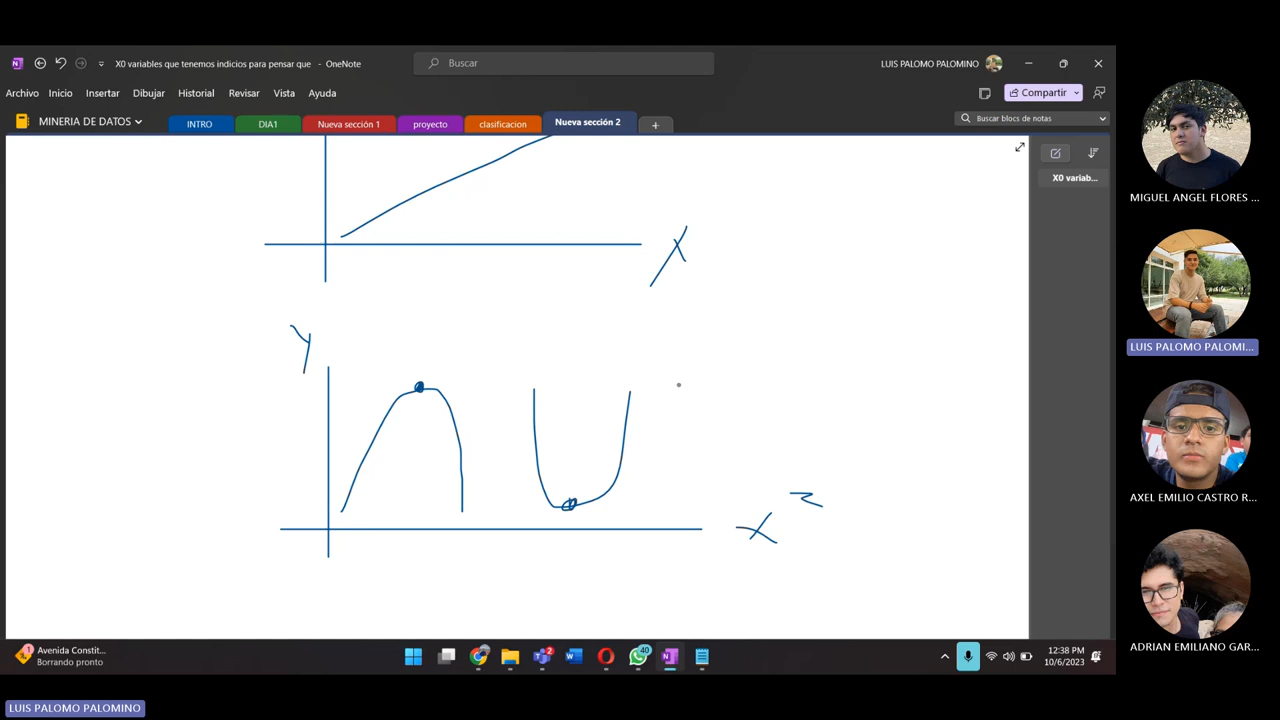 X0 variables que tenemos indicios para pensar que - OneNote
Buscar
LUIS PALOMO PALOMINO
Archivo Inicio Insertar Dibujar Historial Revisar Vista Ayuda
Compartir
MINERIA DE DATOS
INTRO DIA1 Nueva sección 1 proyecto clasificacion Nueva sección 2 +
Buscar blocs de notas
X0 variab...
X
Y
X 2
MIGUEL ANGEL FLORES ...
LUIS PALOMO PALOMI...
AXEL EMILIO CASTRO R...
ADRIAN EMILIANO GAR...
1
Avenida Constit...
Borrando pronto
2
40
12:38 PM
10/6/2023
LUIS PALOMO PALOMINO